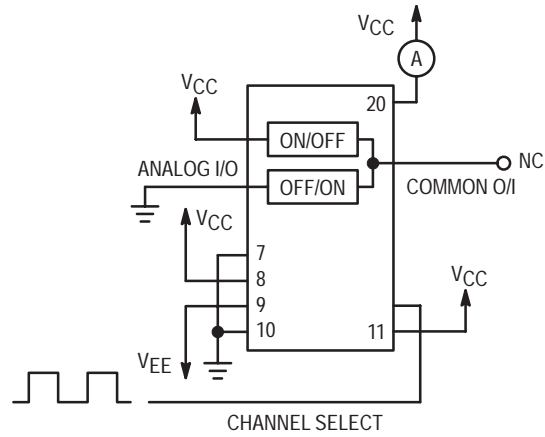 VCC
A
VCC
20
ON/OFF
NC
ANALOG I/O
OFF/ON
COMMON O/I
VCC
7
VCC
8
9
10
11
VEE
CHANNEL SELECT